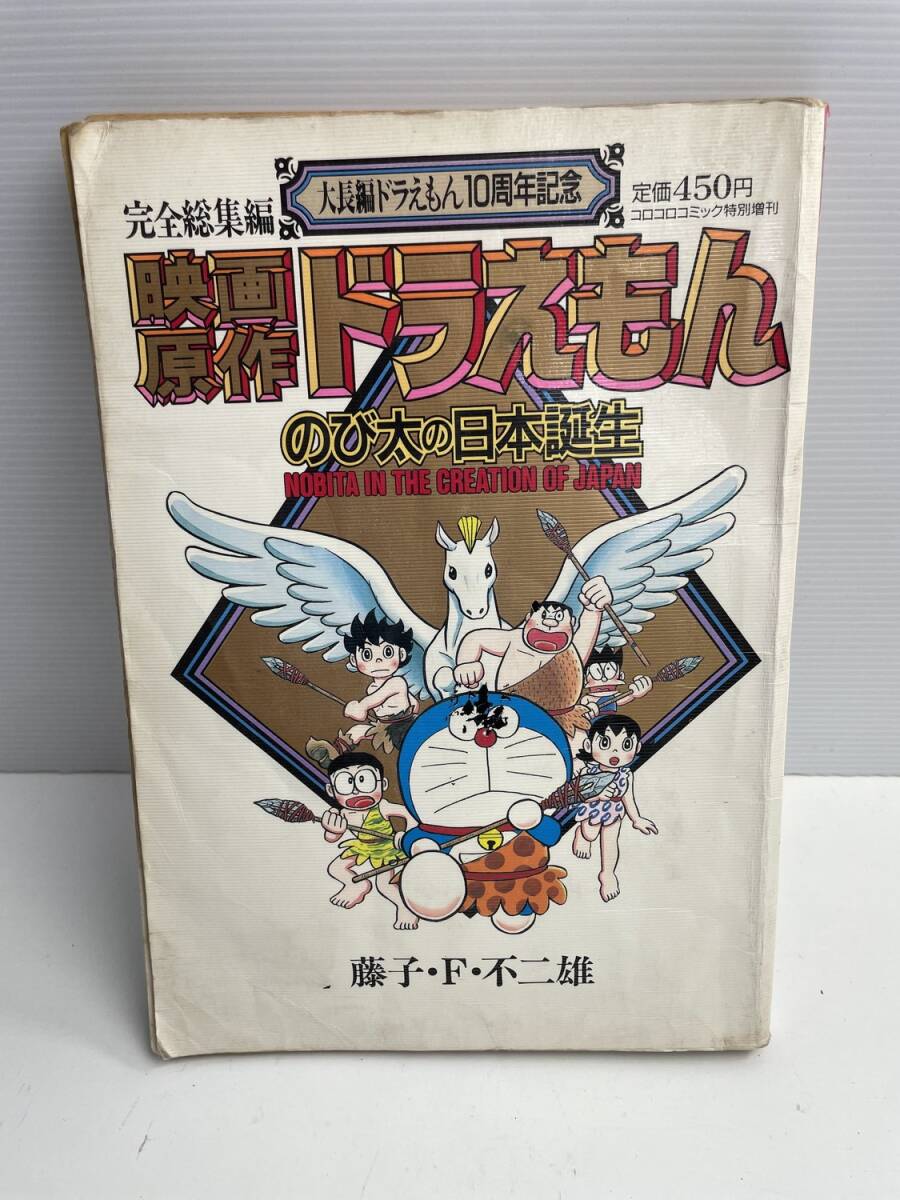 大長編ドラえもん10周年記念
完全総集編
定価450円
コロコロコミック特別増刊
映画
原作
ドラえもん
のび太の日本誕生
NOBITA IN THE CREATION OF JAPAN
藤子・F・不二雄